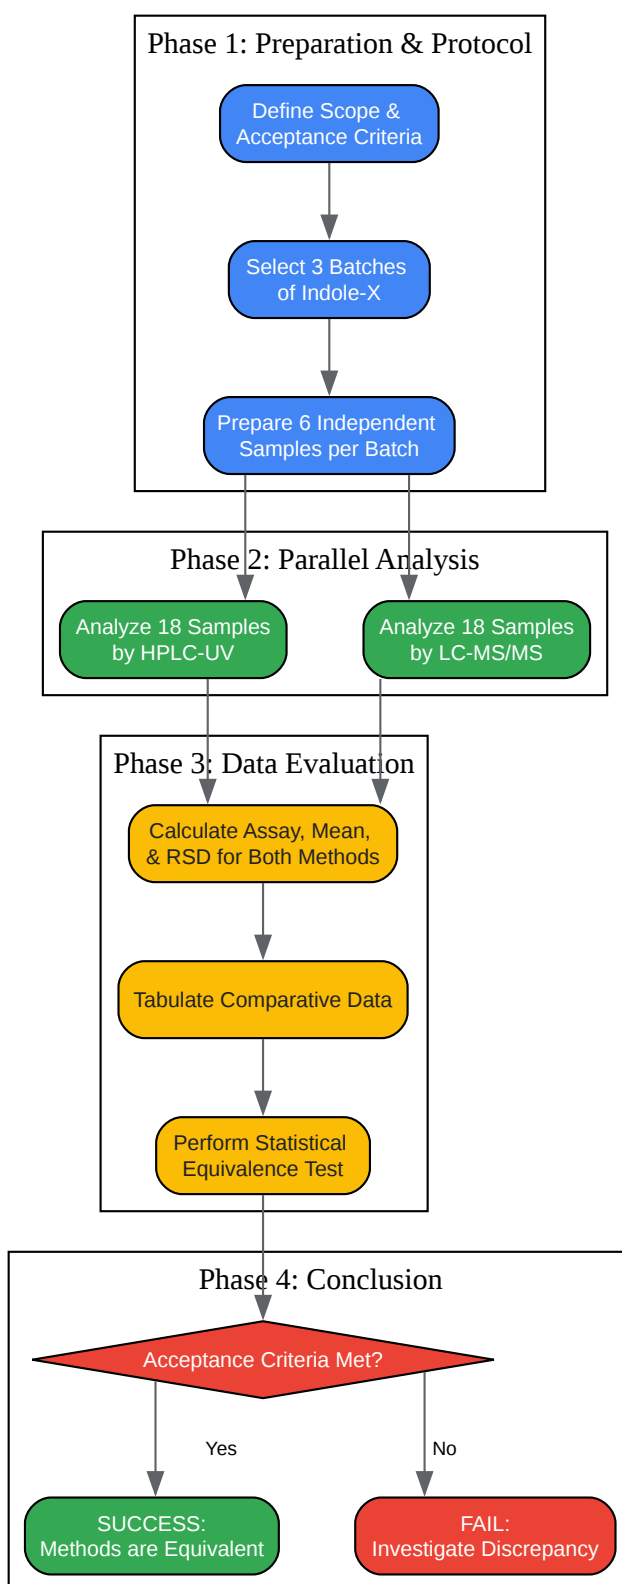 Phase 1: Preparation & Protocol
Define Scope &
Acceptance Criteria
Select 3 Batches
of Indole-X
Prepare 6 Independent
Samples per Batch
Phase 2: Parallel Analysis
Analyze 18 Samples
by HPLC-UV
Analyze 18 Samples
by LC-MS/MS
Phase 3: Data Evaluation
Calculate Assay, Mean,
& RSD for Both Methods
Tabulate Comparative Data
Perform Statistical
Equivalence Test
Phase 4: Conclusion
Acceptance Criteria Met?
Yes
No
SUCCESS:
Methods are Equivalent
FAIL:
Investigate Discrepancy